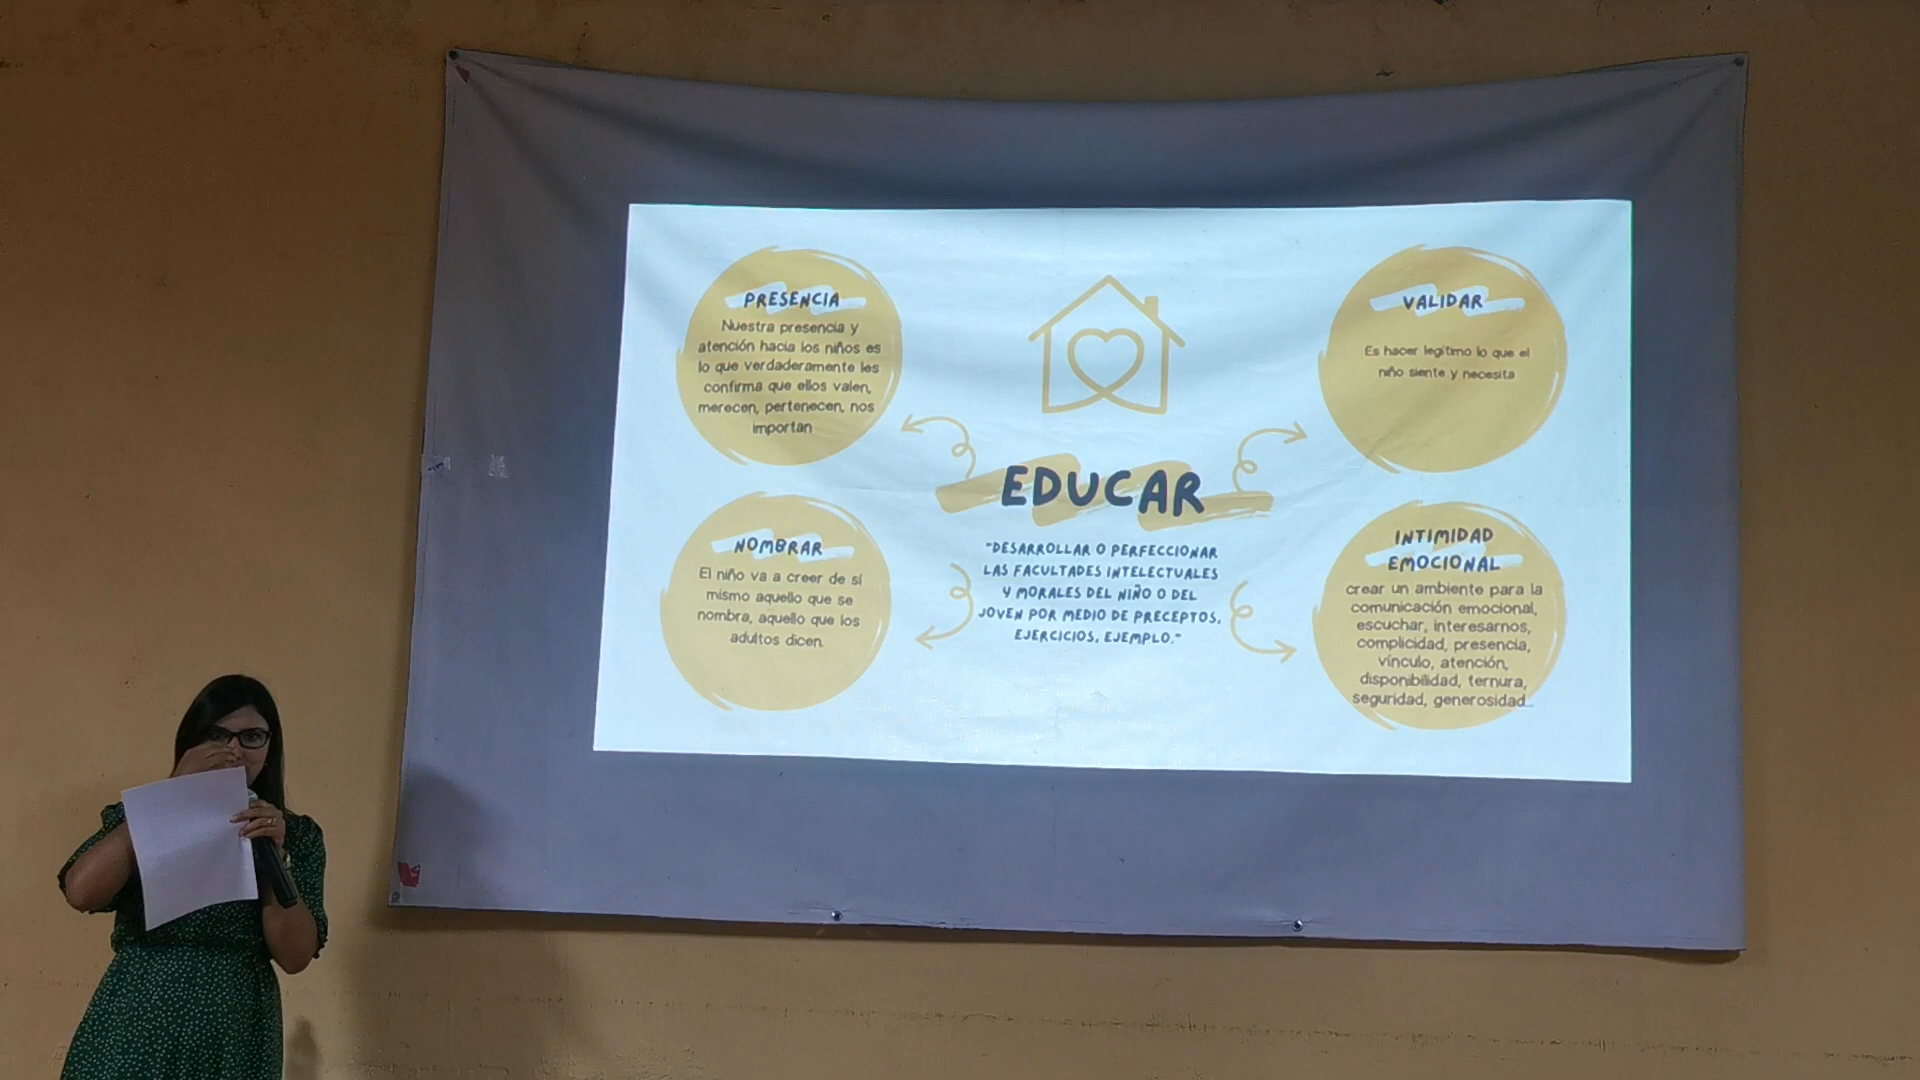 PRESENCIA
Nuestra presencia y
atención hacia los niños es
lo que verdaderamente les
confirma que ellos valen,
merecen, pertenecen, nos
importan
VALIDAR
Es hacer legítimo lo que el
niño siente y necesita
EDUCAR
"DESARROLLAR O PERFECCIONAR
LAS FACULTADES INTELECTUALES
Y MORALES DEL NIÑO O DEL
JOVEN POR MEDIO DE PRECEPTOS,
EJERCICIOS, EJEMPLO."
NOMBRAR
El niño va a creer de sí
mismo aquello que se
nombra, aquello que los
adultos dicen.
INTIMIDAD
EMOCIONAL
crear un ambiente para la
comunicación emocional,
escuchar, interesarnos,
complicidad, presencia,
vínculo, atención,
disponibilidad, ternura,
seguridad, generosidad...